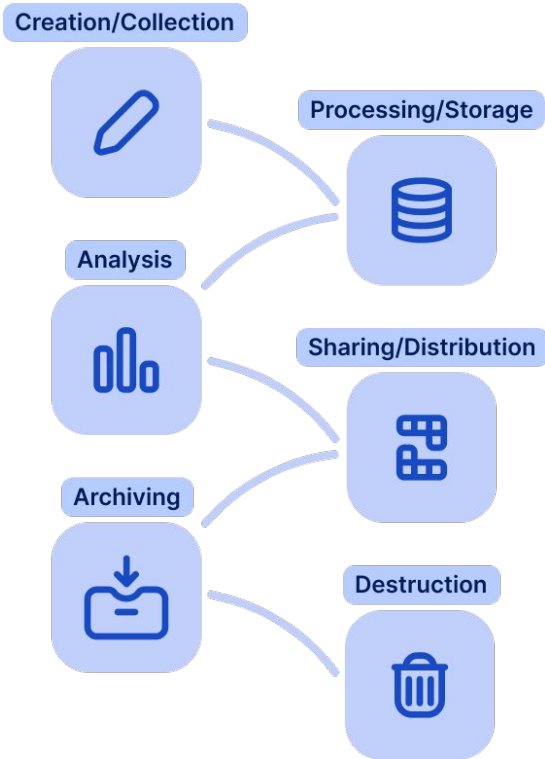 Creation/Collection
Processing/Storage
Analysis
Sharing/Distribution
Archiving
Destruction